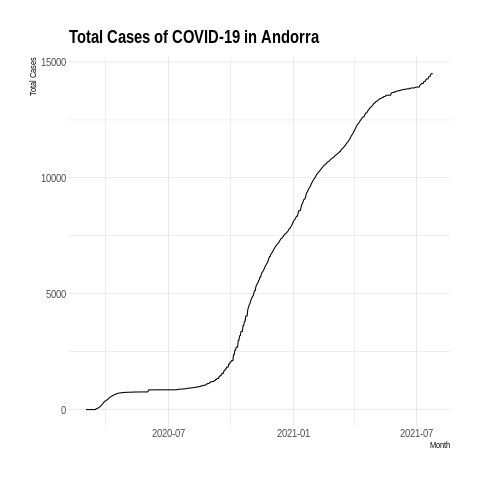 Total Cases of COVID-19 in Andorra
Total Cases
15000
10000
5000
0
2020-07
2021-01
2021-07
Month